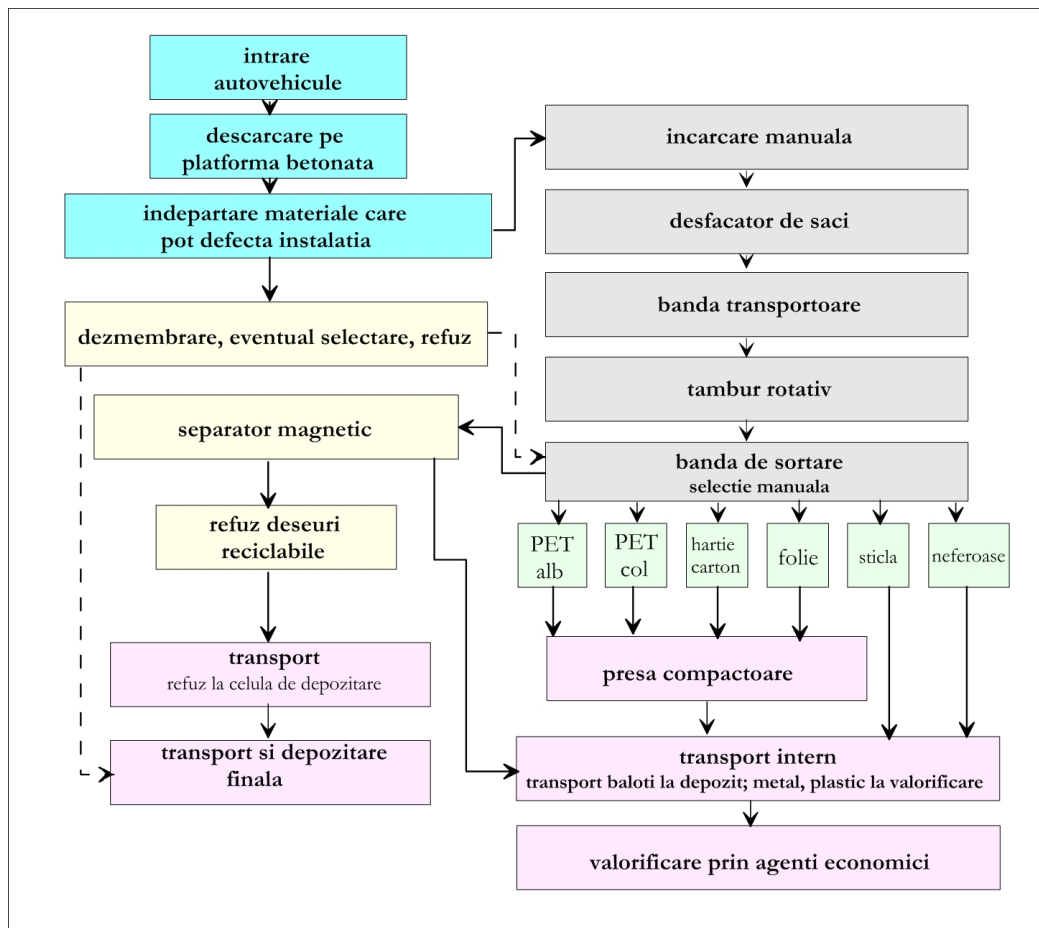 intrare
autovehicule
descarcare pe
platforma betonata
indepartare materiale care
pot defecta instalatia
dezmembrare, eventual selectare, refuz
separator magnetic
refuz deseuri
reciclabile
transport
refuz la celula de depozitare
transport si depozitare
finala
incarcare manuala
desfacator de saci
banda transportoare
tambur rotativ
banda de sortare
selectie manuala
PET
alb
PET
col
hartie
carton
folie
sticla
neferoase
presa compactoare
transport intern
transport baloti la depozit; metal, plastic la valorificare
valorificare prin agenti economici